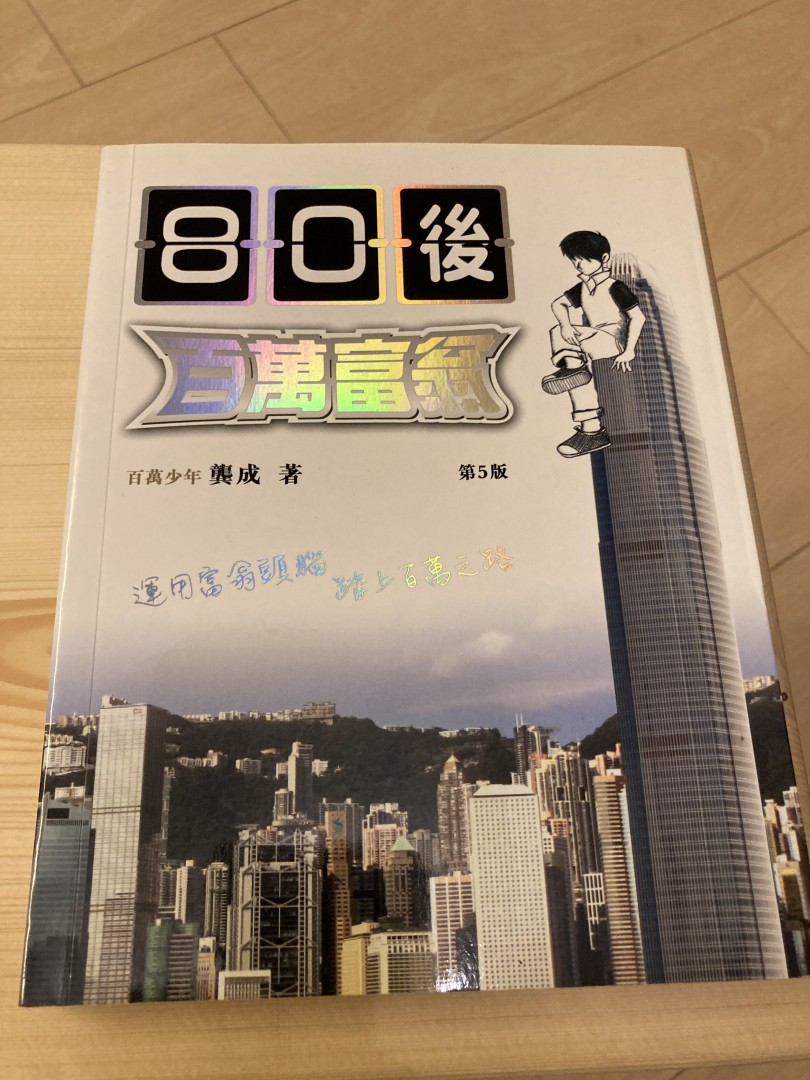 80後
百萬富翁
百萬少年 龔成 著 第5版
運用富翁頭腦 踏上百萬之路